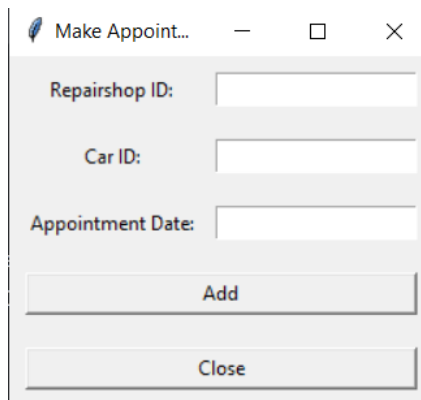 Make Appoint...
Repairshop ID:
Car ID:
Appointment Date:
Add
Close